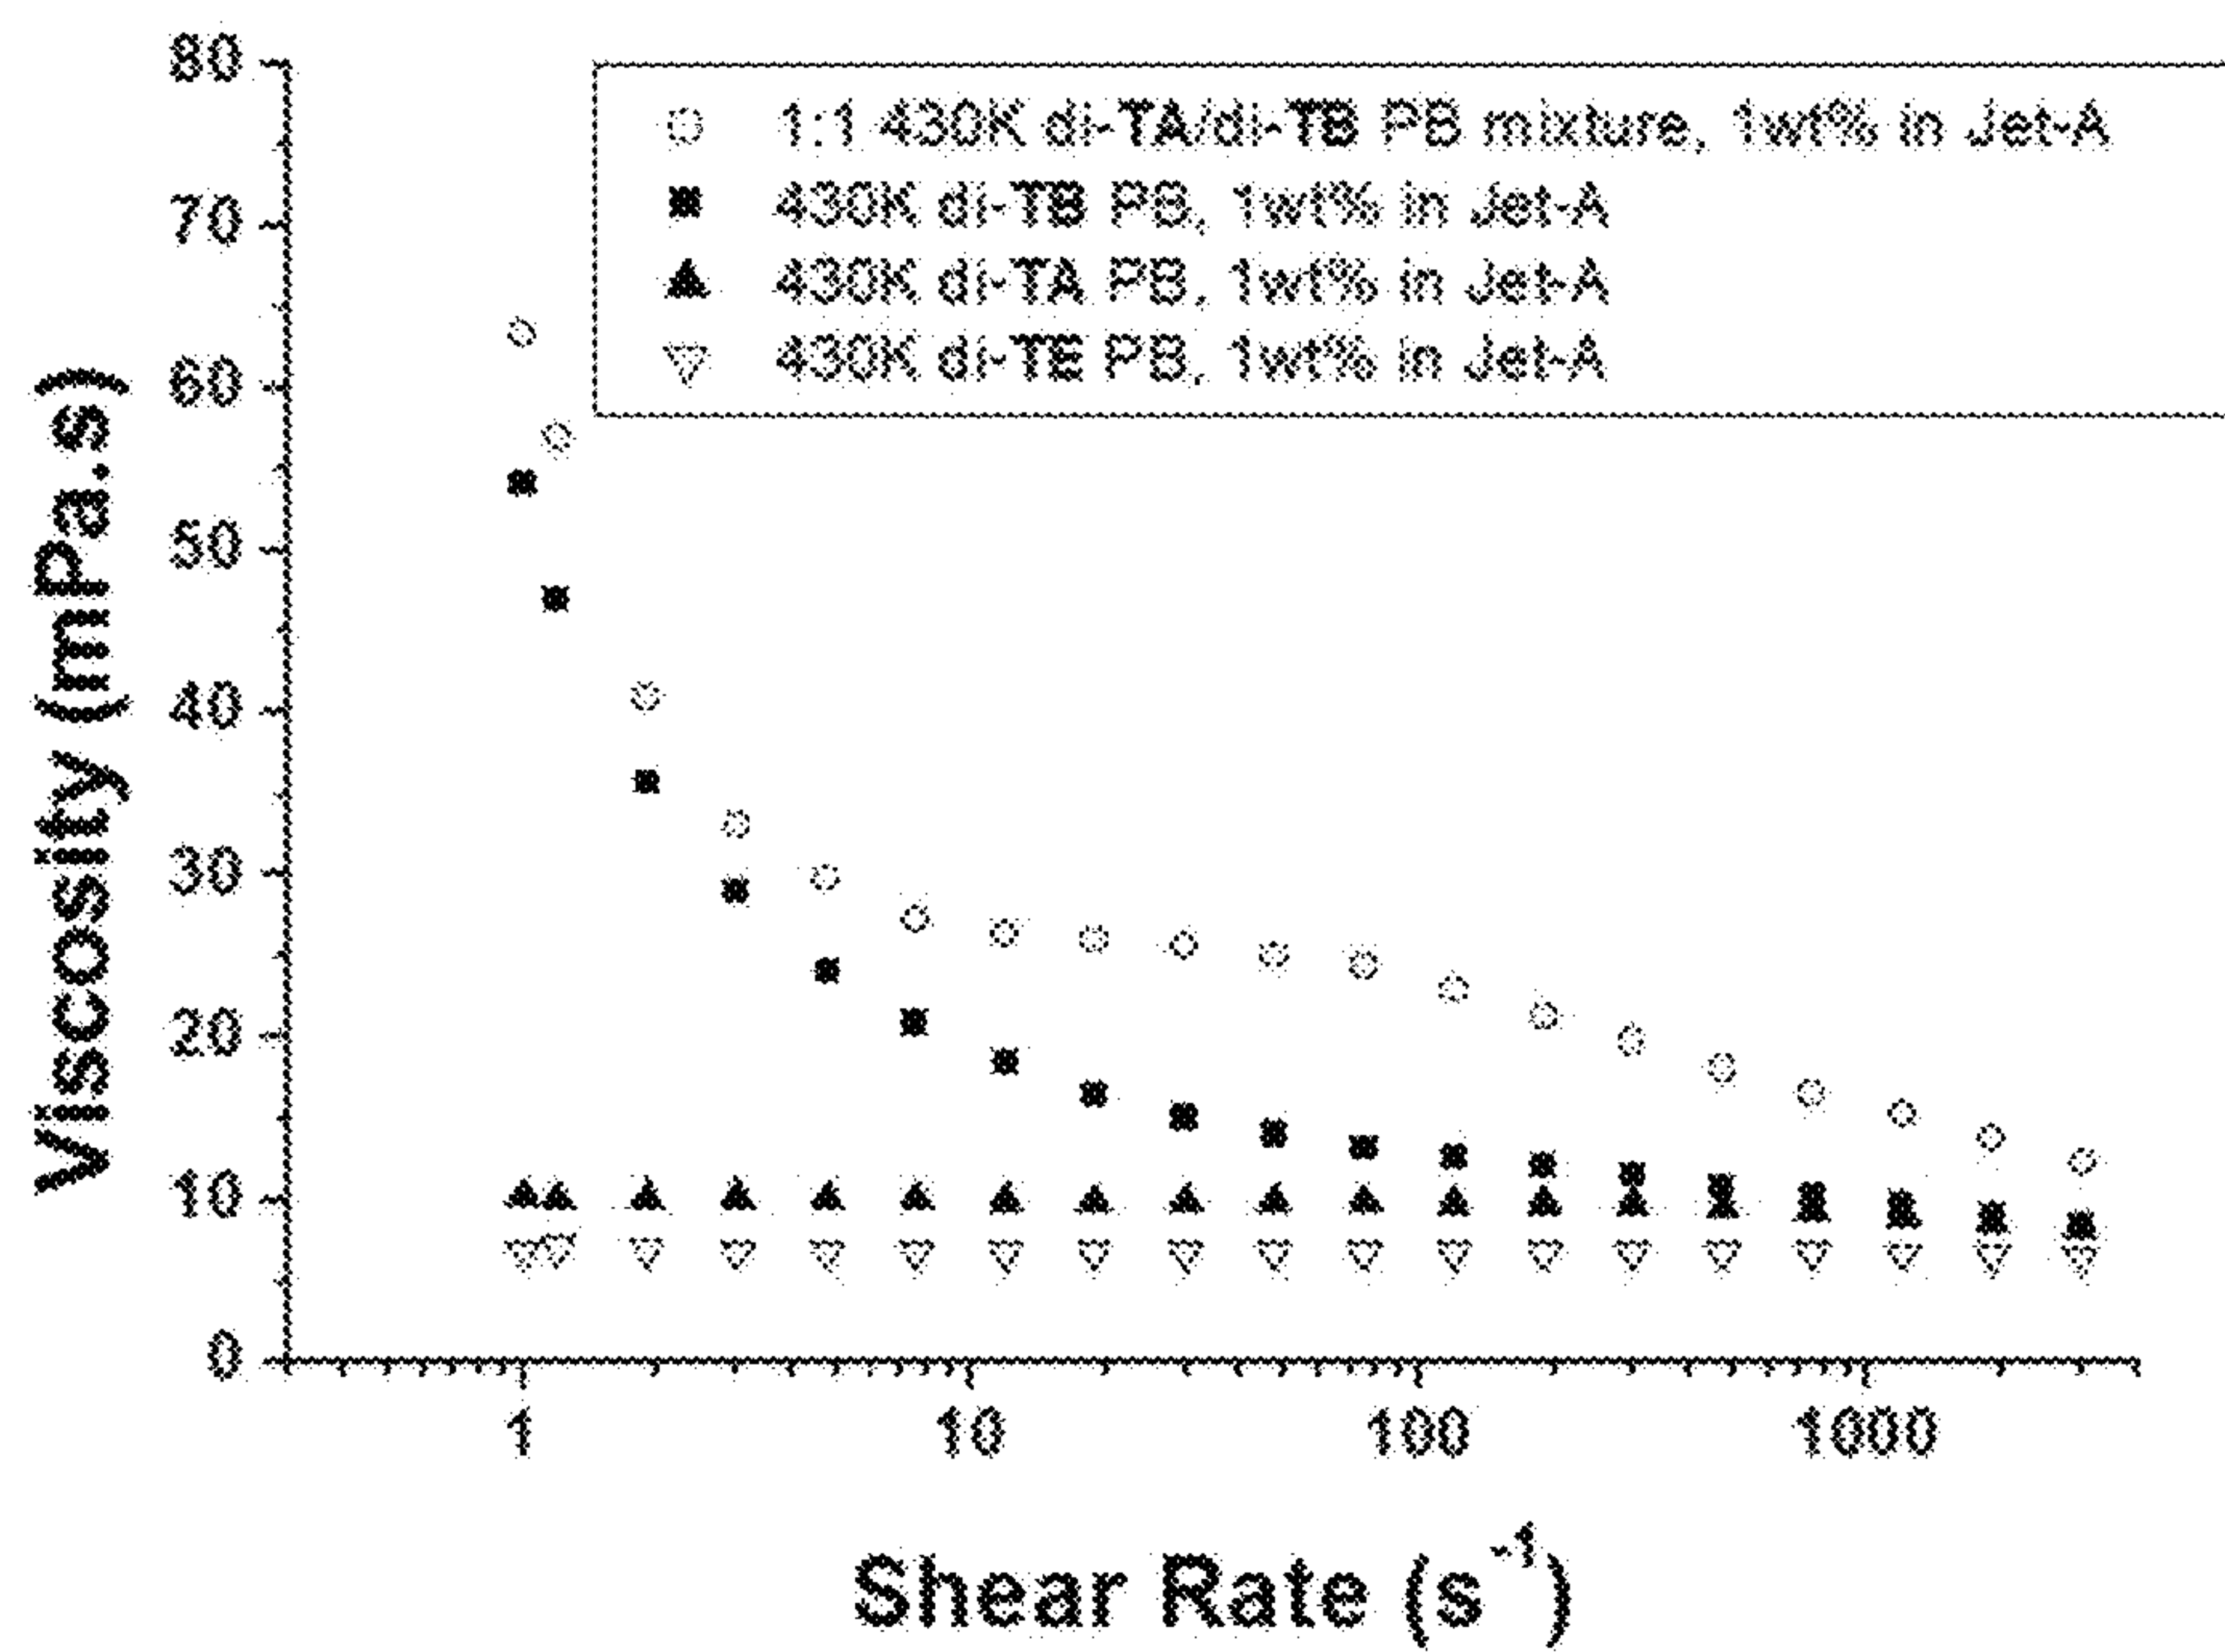 80
1:1 430K di-TA/di-TB PB mixture, 1wt% in Jet-A
430K di-TB PB, 1wt% in Jet-A
430K di-TA PB, 1wt% in Jet-A
430K di-TE PB, 1wt% in Jet-A
70
60
50
40
30
20
10
0
Viscosity (mPa.s)
1 10 100 1000
Shear Rate (s⁻¹)